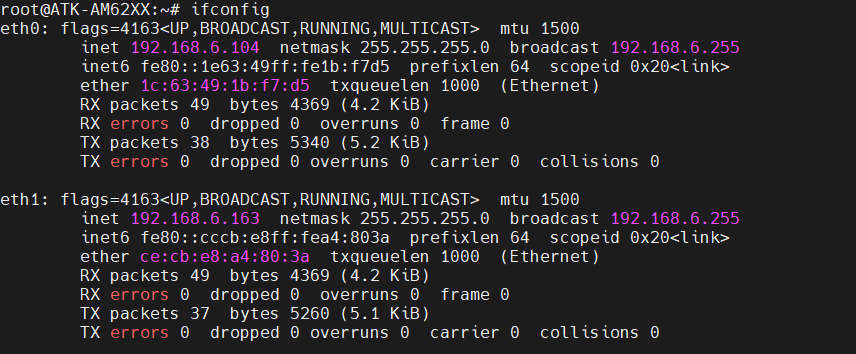 root@ATK-AM62XX:~# ifconfig
eth0: flags=4163<UP,BROADCAST,RUNNING,MULTICAST>  mtu 1500
        inet 192.168.6.104  netmask 255.255.255.0  broadcast 192.168.6.255
        inet6 fe80::1e63:49ff:fe1b:f7d5  prefixlen 64  scopeid 0x20<link>
        ether 1c:63:49:1b:f7:d5  txqueuelen 1000  (Ethernet)
        RX packets 49  bytes 4369 (4.2 KiB)
        RX errors 0  dropped 0  overruns 0  frame 0
        TX packets 38  bytes 5340 (5.2 KiB)
        TX errors 0  dropped 0 overruns 0  carrier 0  collisions 0

eth1: flags=4163<UP,BROADCAST,RUNNING,MULTICAST>  mtu 1500
        inet 192.168.6.163  netmask 255.255.255.0  broadcast 192.168.6.255
        inet6 fe80::cccb:e8ff:fea4:803a  prefixlen 64  scopeid 0x20<link>
        ether ce:cb:e8:a4:80:3a  txqueuelen 1000  (Ethernet)
        RX packets 49  bytes 4369 (4.2 KiB)
        RX errors 0  dropped 0  overruns 0  frame 0
        TX packets 37  bytes 5260 (5.1 KiB)
        TX errors 0  dropped 0 overruns 0  carrier 0  collisions 0